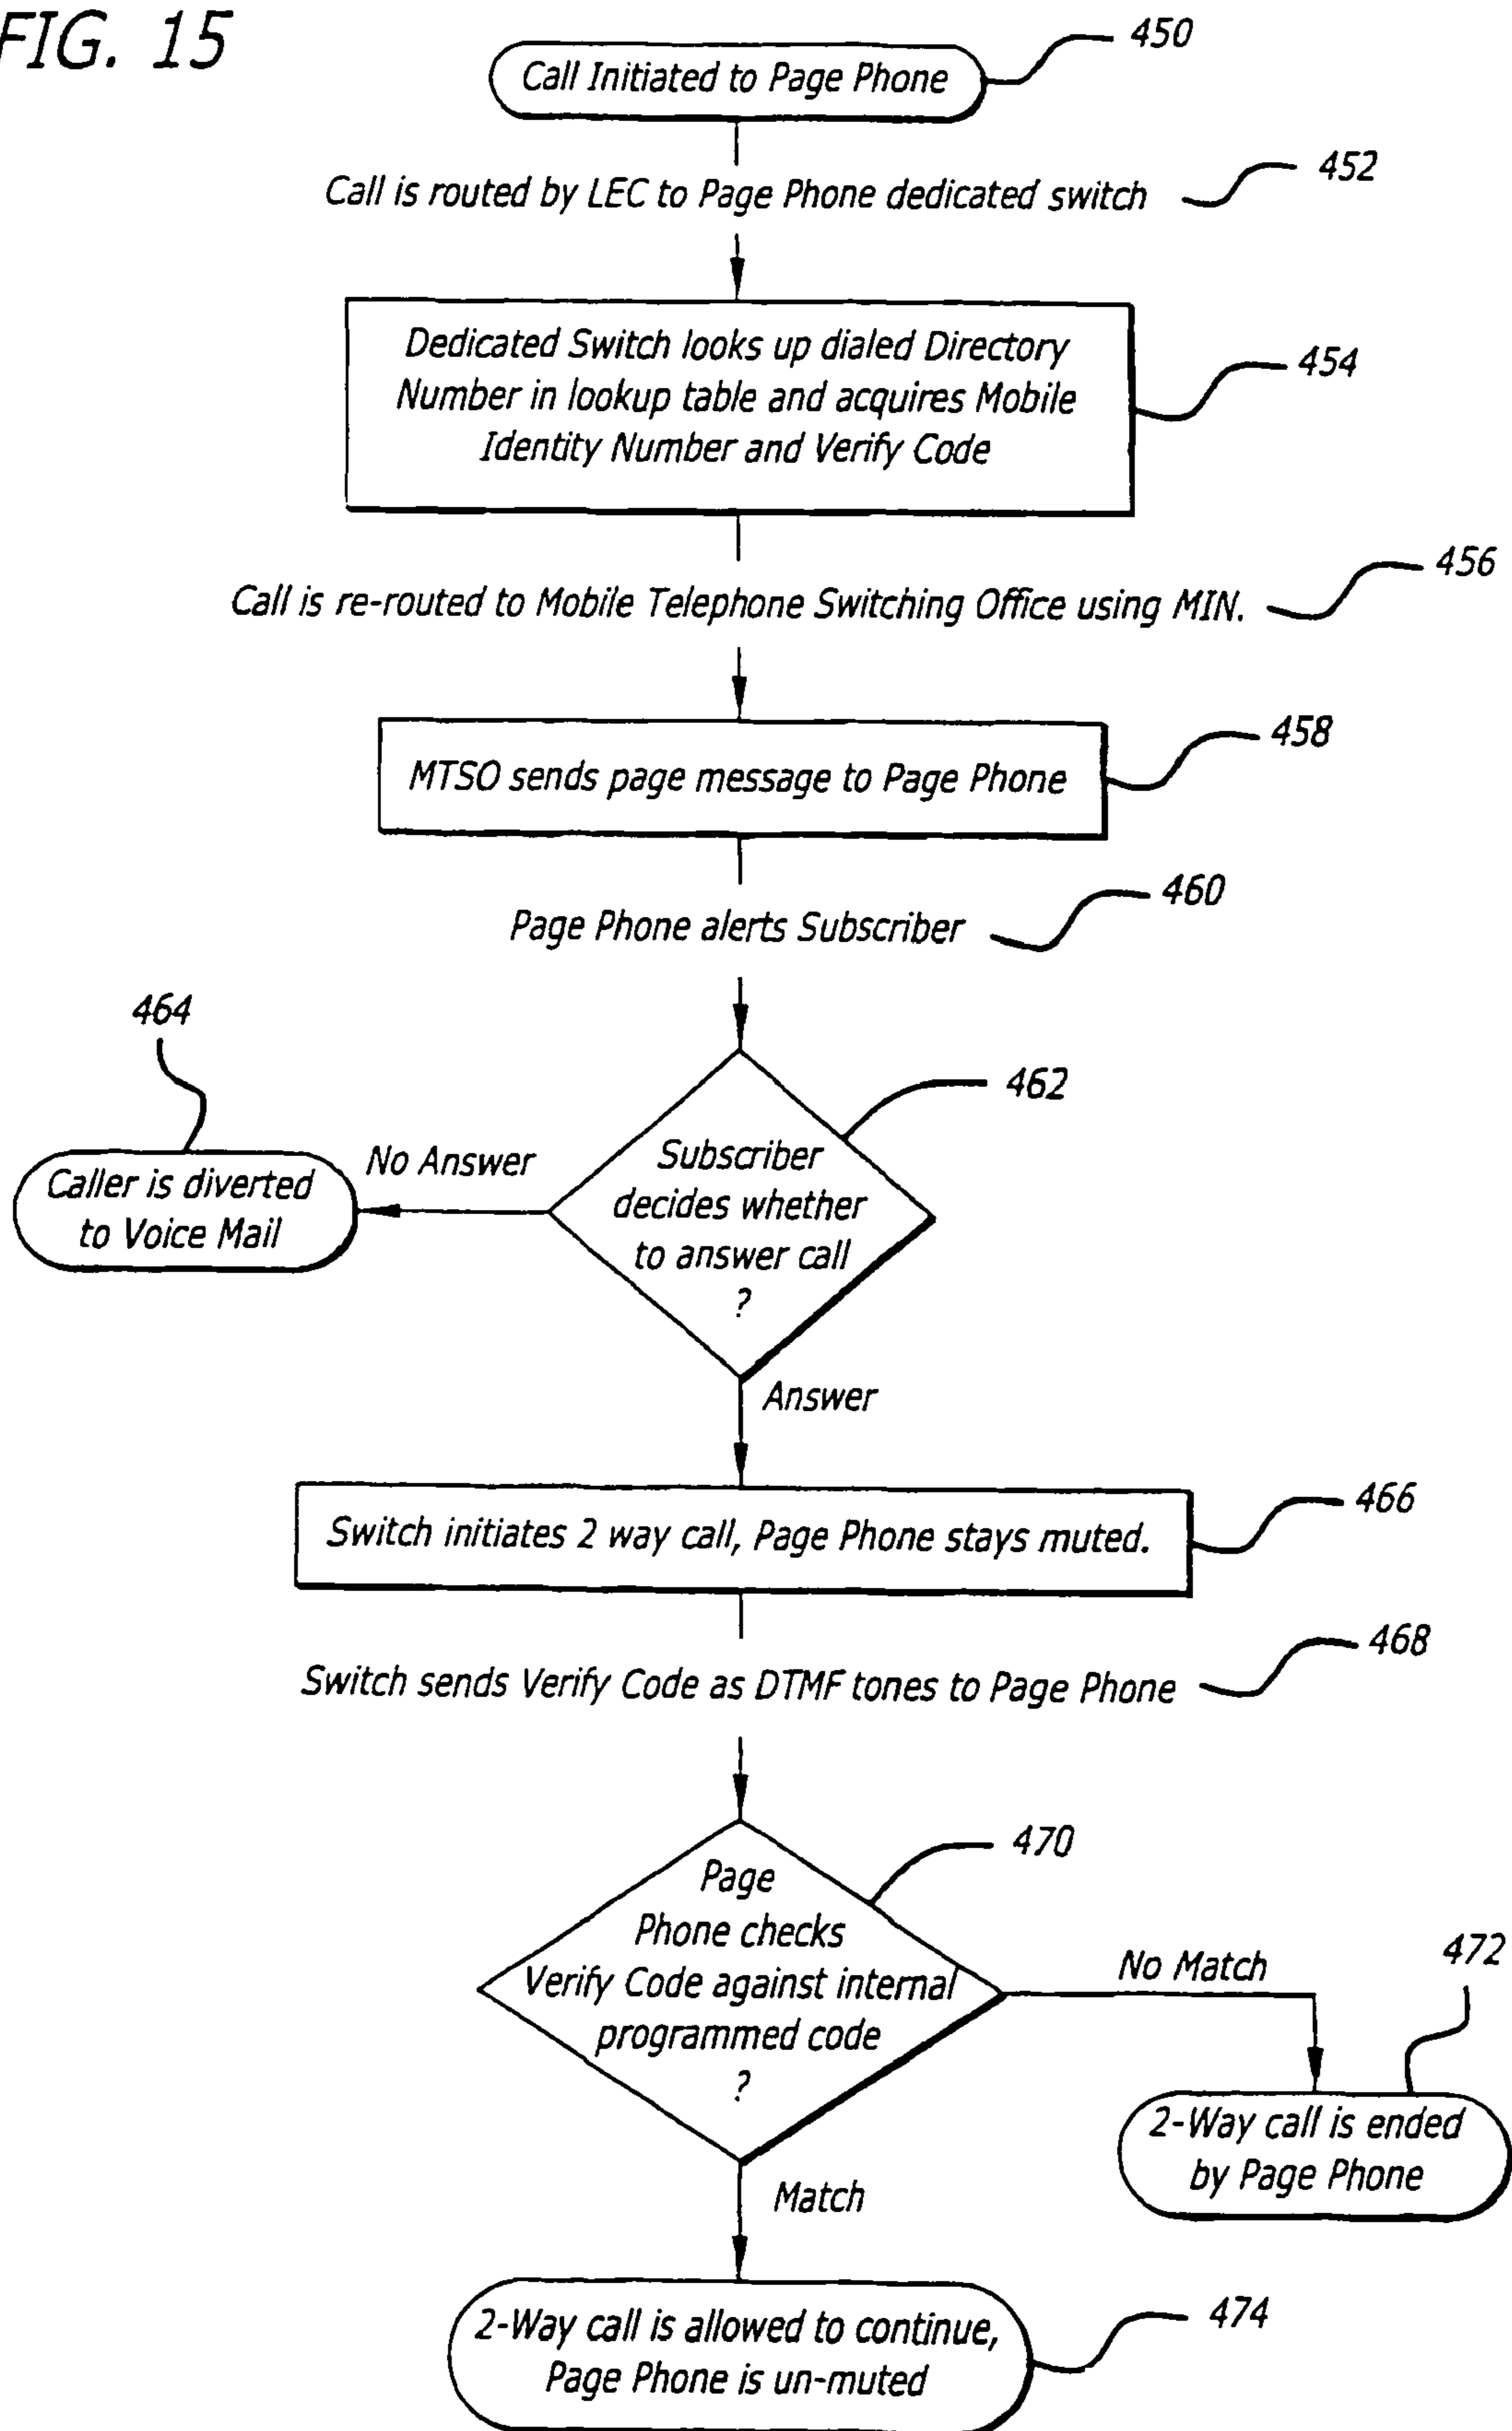 FIG. 15
450
Call Initiated to Page Phone
452
Call is routed by LEC to Page Phone dedicated switch
454
Dedicated Switch looks up dialed Directory
Number in lookup table and acquires Mobile
Identity Number and Verify Code
456
Call is re-routed to Mobile Telephone Switching Office using MIN.
458
MTSO sends page message to Page Phone
460
Page Phone alerts Subscriber
464
462
No Answer
Caller is diverted
to Voice Mail
Subscriber
decides whether
to answer call
?
Answer
466
Switch initiates 2 way call, Page Phone stays muted.
468
Switch sends Verify Code as DTMF tones to Page Phone
470
Page
Phone checks
Verify Code against internal
programmed code
?
No Match
472
2-Way call is ended
by Page Phone
Match
474
2-Way call is allowed to continue,
Page Phone is un-muted